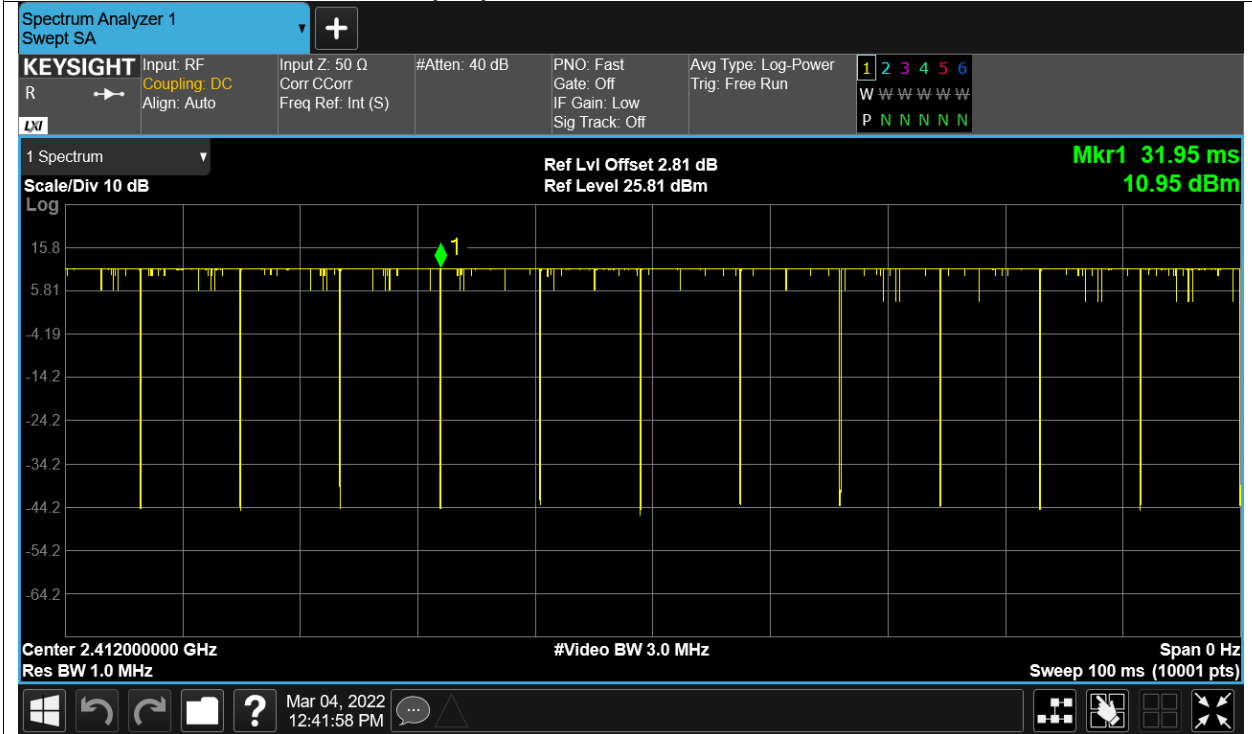 Spectrum Analyzer 1
Swept SA
KEYSIGHT
R
LXI
Input: RF
Coupling: DC
Align: Auto
Input Z: 50 Ω
Corr CCorr
Freq Ref: Int (S)
#Atten: 40 dB
PNO: Fast
Gate: Off
IF Gain: Low
Sig Track: Off
Avg Type: Log-Power
Trig: Free Run
1 2 3 4 5 6
W W W W W W
P N N N N N
1 Spectrum
Scale/Div 10 dB
Ref Lvl Offset 2.81 dB
Ref Level 25.81 dBm
Mkr1 31.95 ms
10.95 dBm
Log
1
15.8
5.81
-4.19
-14.2
-24.2
-34.2
-44.2
-54.2
-64.2
Center 2.412000000 GHz
#Video BW 3.0 MHz
Span 0 Hz
Res BW 1.0 MHz
Sweep 100 ms (10001 pts)
?
Mar 04, 2022
12:41:58 PM